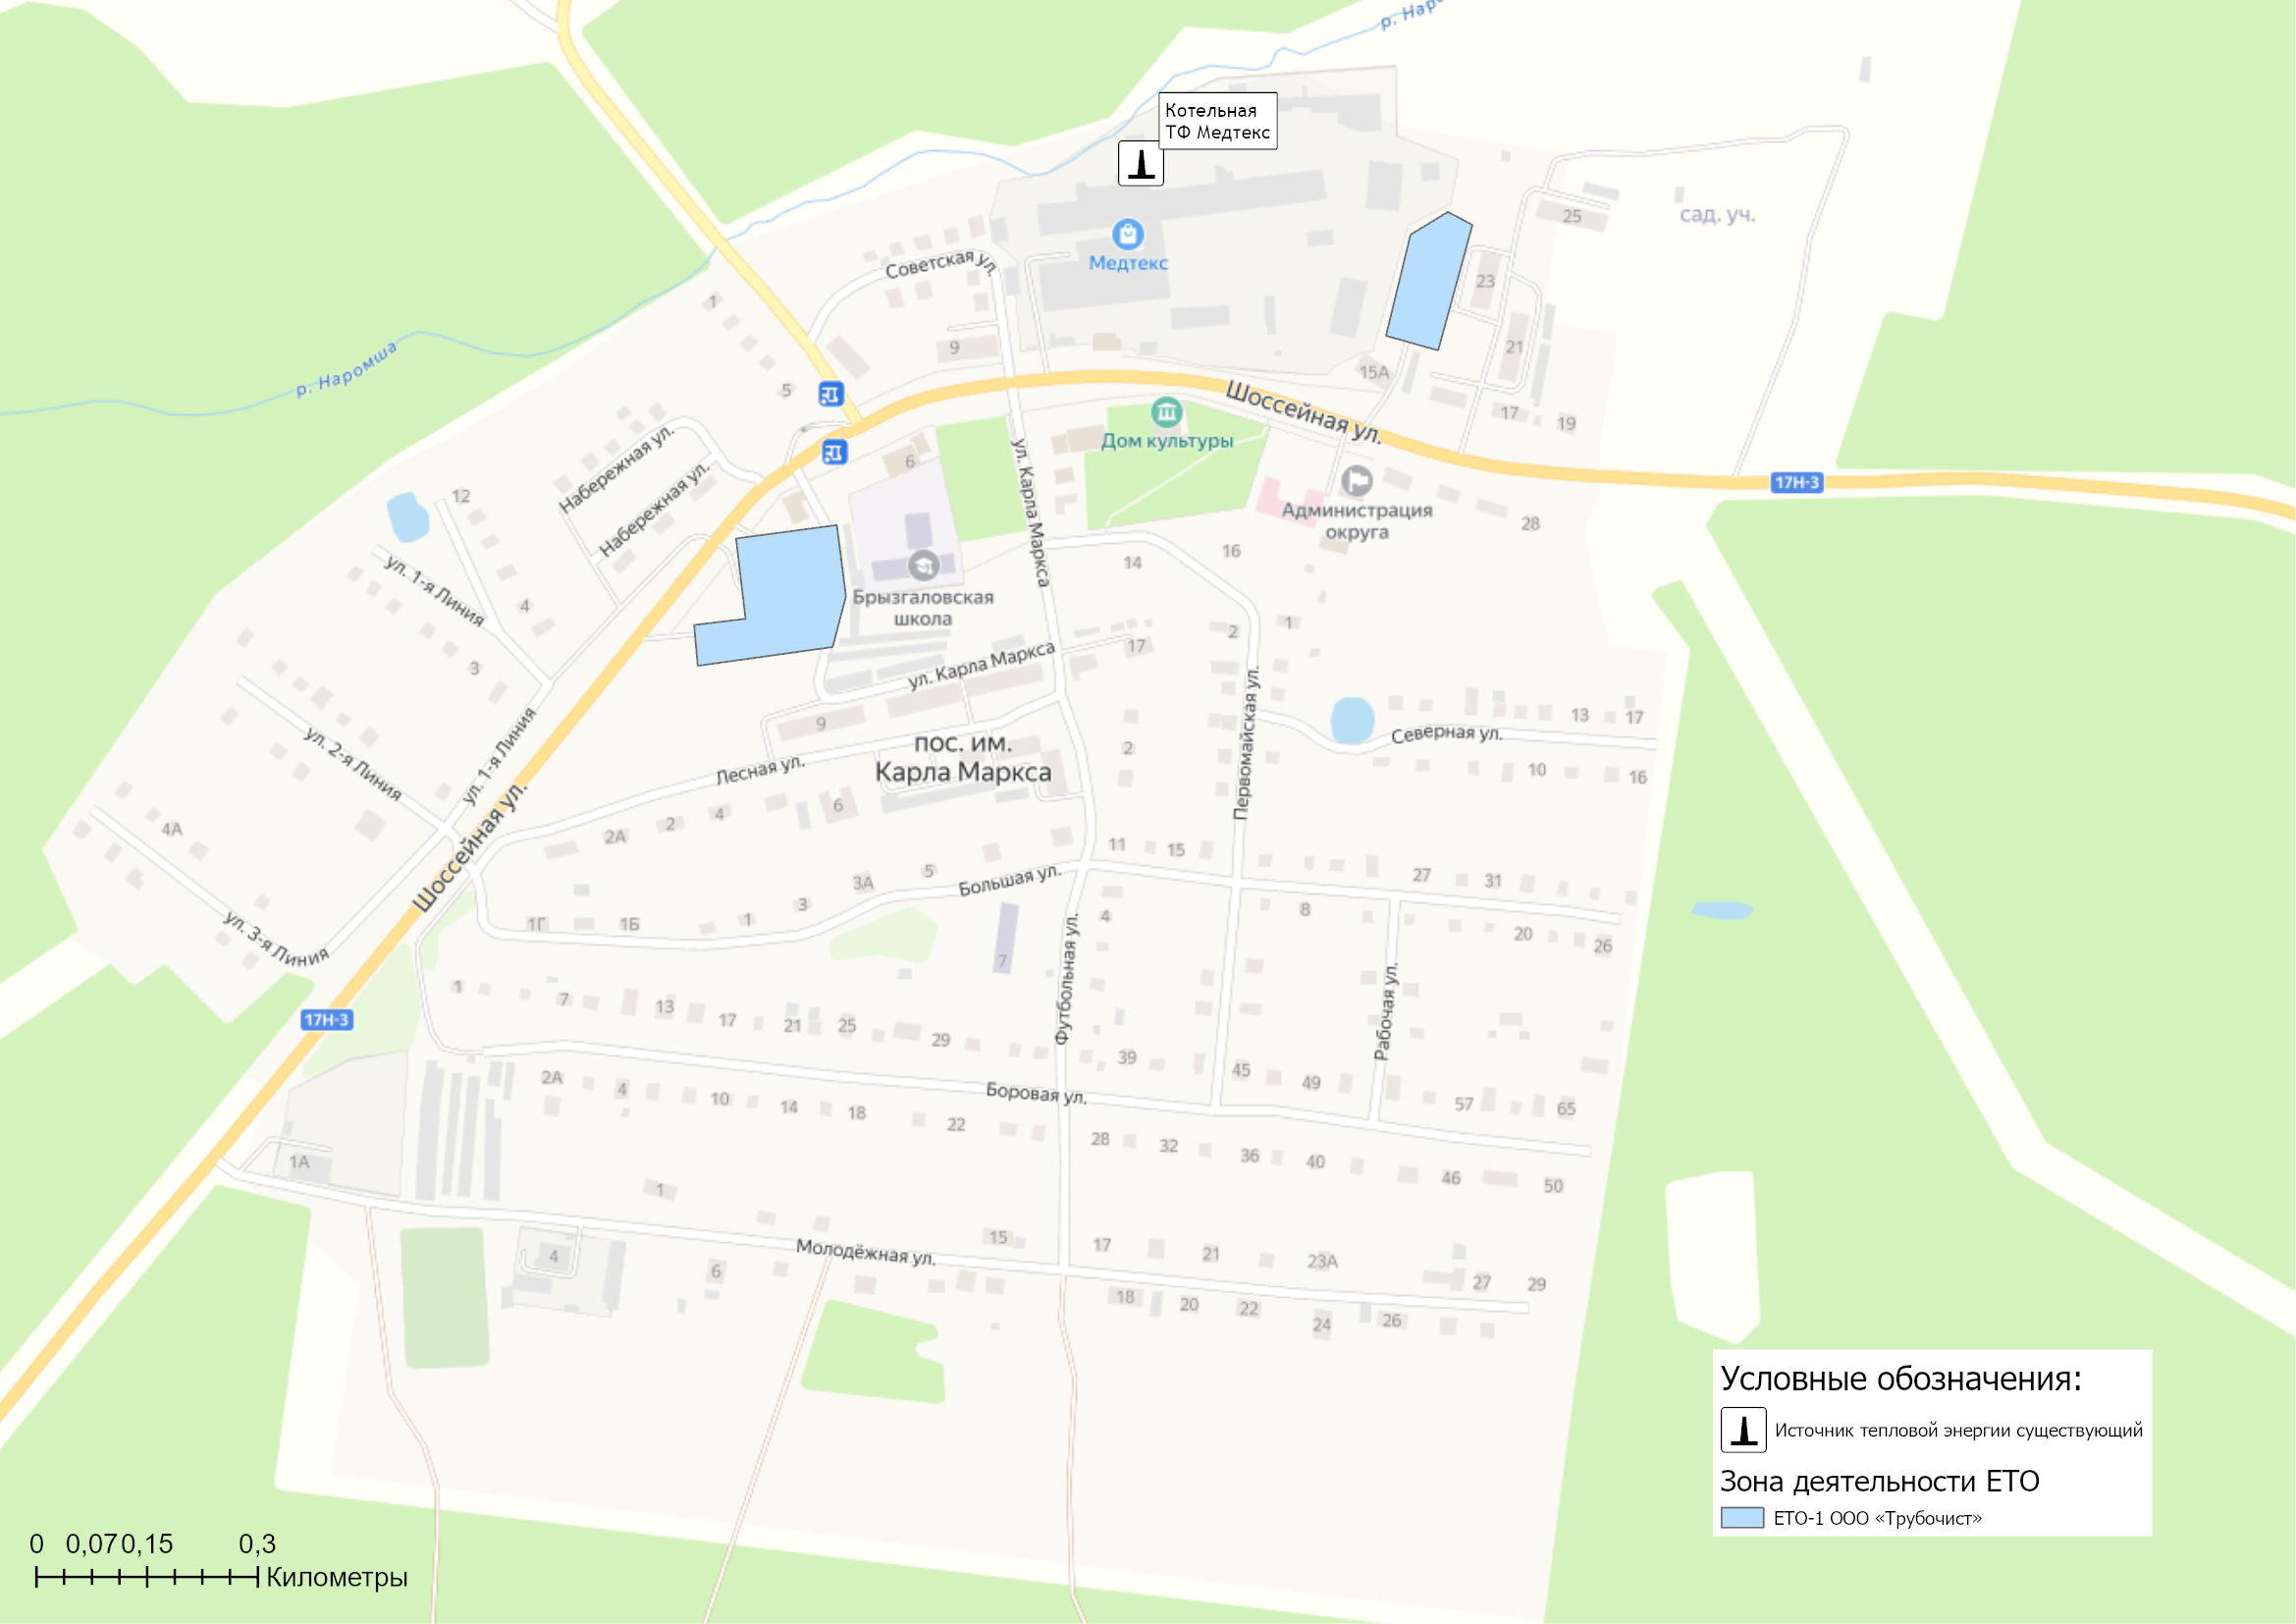 р. Наро
Котельная
ТФ Медтекс
Медтекс
сад. уч.
25
23
21
Советская ул.
1
9
5
р. Наромша
15А
17
19
Шоссейная ул.
Дом культуры
17Н-3
6
ул. Карла Маркса
Набережная ул.
Набережная ул.
12
Администрация
округа
28
16
14
ул. 1-я Линия
4
Брызгаловская
школа
1
2
17
3
ул. Карла Маркса
9
Первомайская ул.
13
17
Северная ул.
10
16
2
пос. им.
Карла Маркса
Лесная ул.
ул. 2-я Линия
ул. 1-я Линия
Шоссейная ул.
4А
2А
2
4
6
11
15
3А
5
Большая ул.
27
31
1Г
1Б
1
3
4
8
20
26
ул. 3-я Линия
7
Футбольная ул.
Рабочая ул.
17Н-3
1
7
13
17
21
25
29
39
45
49
57
65
2А
4
10
14
18
22
Боровая ул.
28
32
36
40
46
50
1А
1
4
6
Молодёжная ул.
15
17
21
23А
27
29
18
20
22
24
26
Условные обозначения:
Источник тепловой энергии существующий
Зона деятельности ЕТО
ЕТО-1 ООО «Трубочист»
0 0,07 0,15 0,3
Километры